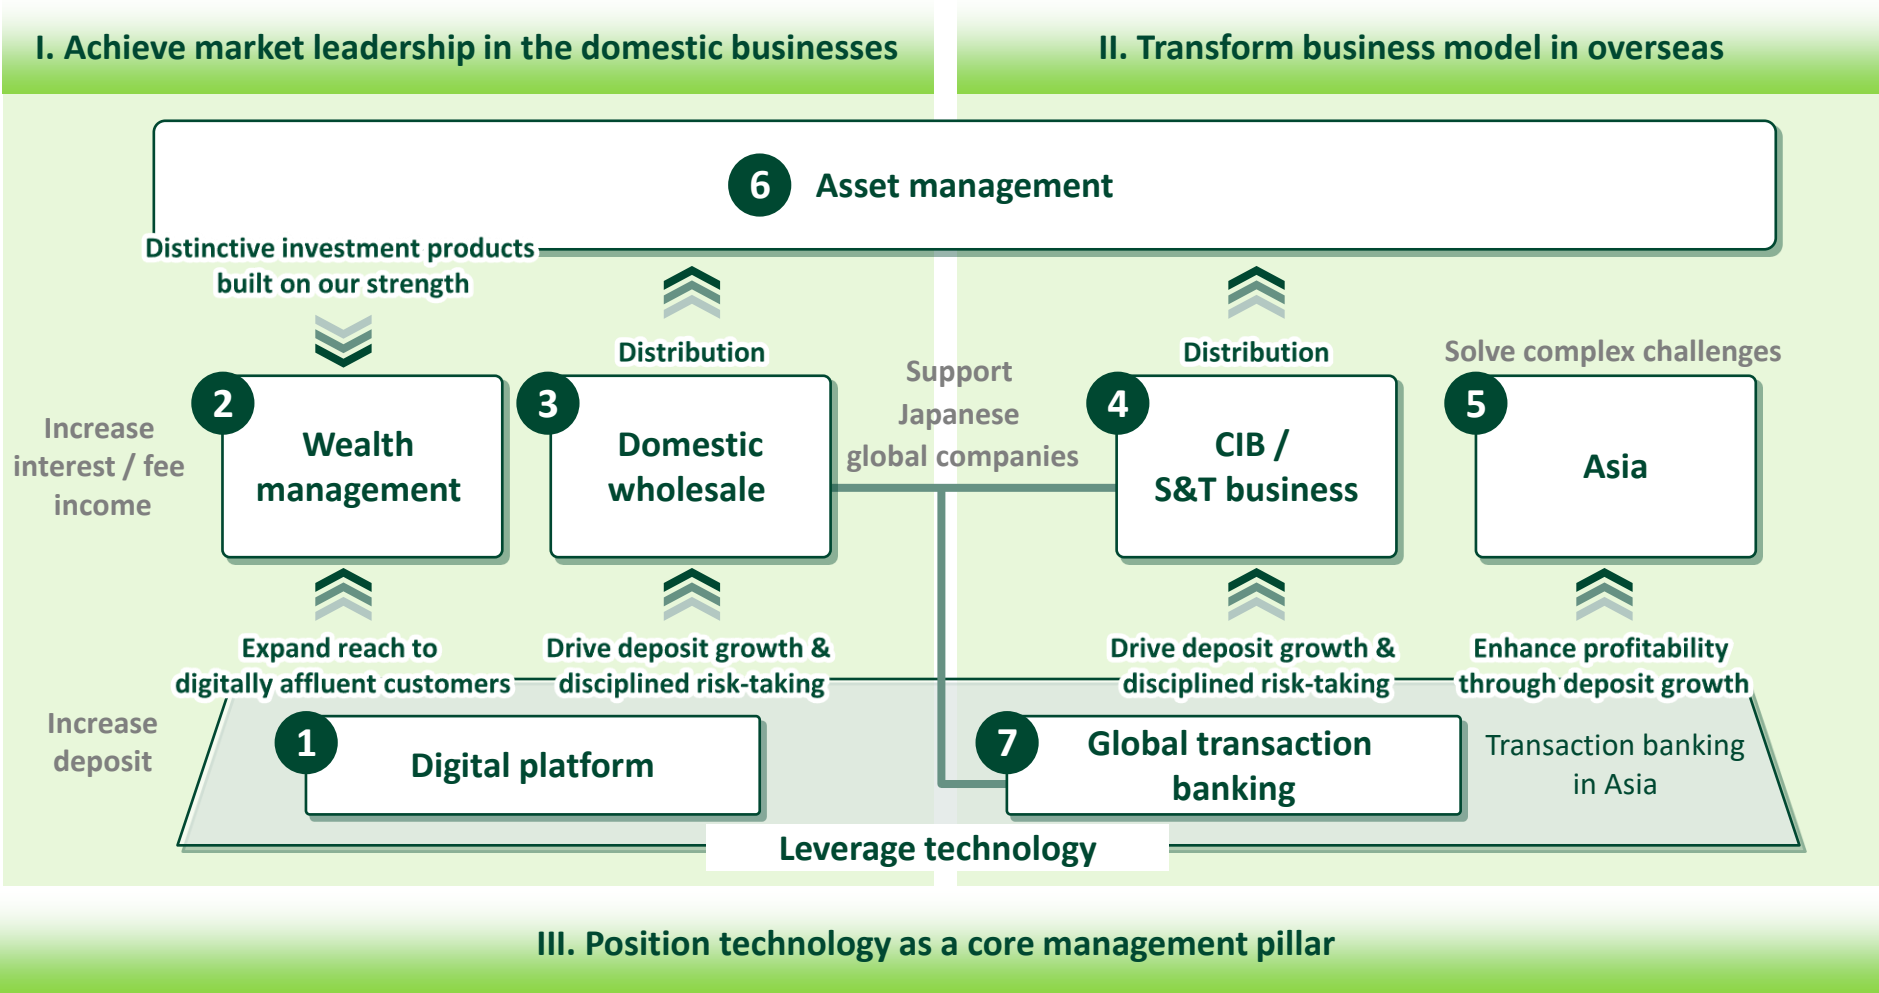 I. Achieve market leadership in the domestic businesses
II. Transform business model in overseas
6
Asset management
Distinctive investment products
built on our strength
Distribution
Distribution
Solve complex challenges
Increase
interest / fee
income
2
Wealth
management
3
Domestic
wholesale
Support
Japanese
global companies
4
CIB /
S&T business
5
Asia
Expand reach to
digitally affluent customers
Drive deposit growth &
disciplined risk-taking
Drive deposit growth &
disciplined risk-taking
Enhance profitability
through deposit growth
Increase
deposit
1
Digital platform
7
Global transaction
banking
Transaction banking
in Asia
Leverage technology
III. Position technology as a core management pillar